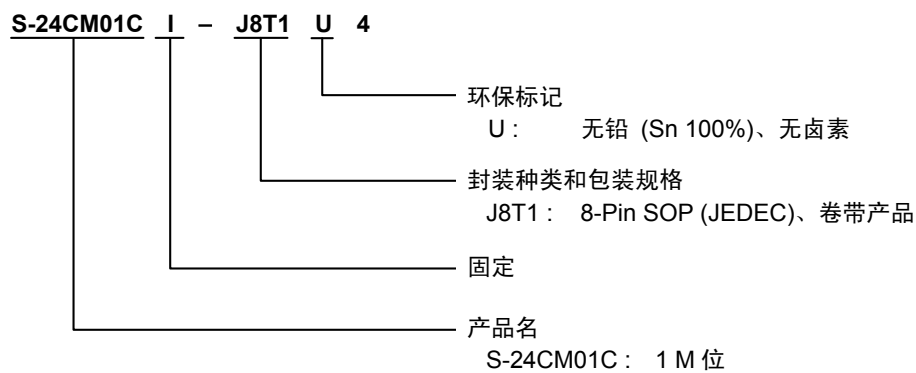 S-24CM01C I – J8T1 U 4
环保标记
U : 无铅 (Sn 100%)、无卤素
封装种类和包装规格
J8T1 : 8-Pin SOP (JEDEC)、卷带产品
固定
产品名
S-24CM01C : 1 M 位